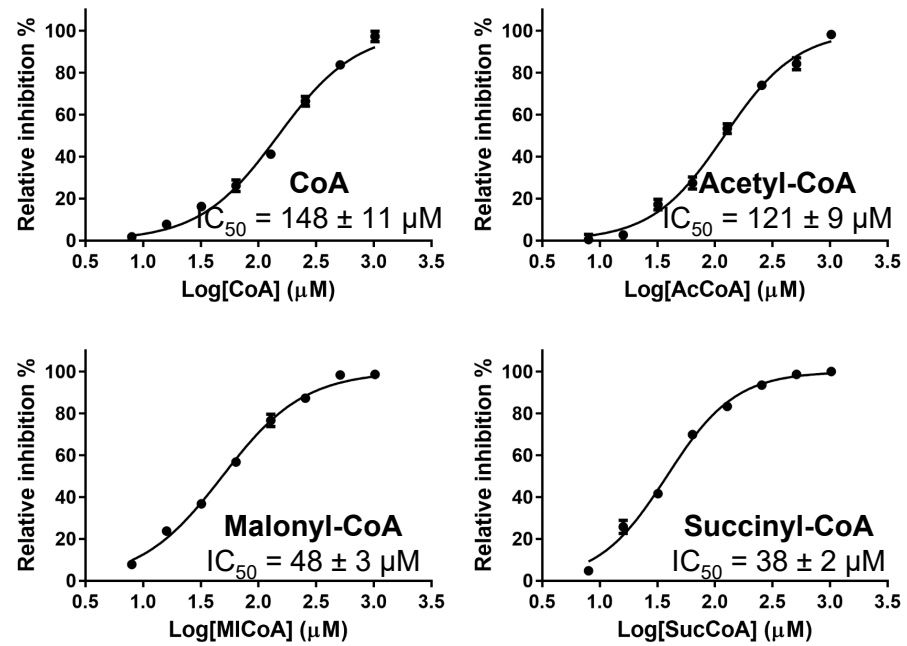 Relative inhibition %
100
80
60
40
20
0
CoA
IC50 = 148 ± 11 µM
0.5 1.0 1.5 2.0 2.5 3.0 3.5
Log[CoA] (µM)
Relative inhibition %
100
80
60
40
20
0
Acetyl-CoA
IC50 = 121 ± 9 µM
0.5 1.0 1.5 2.0 2.5 3.0 3.5
Log[AcCoA] (µM)
Relative inhibition %
100
80
60
40
20
0
Malonyl-CoA
IC50 = 48 ± 3 µM
0.5 1.0 1.5 2.0 2.5 3.0 3.5
Log[MlCoA] (µM)
Relative inhibition %
100
80
60
40
20
0
Succinyl-CoA
IC50 = 38 ± 2 µM
0.5 1.0 1.5 2.0 2.5 3.0 3.5
Log[SucCoA] (µM)